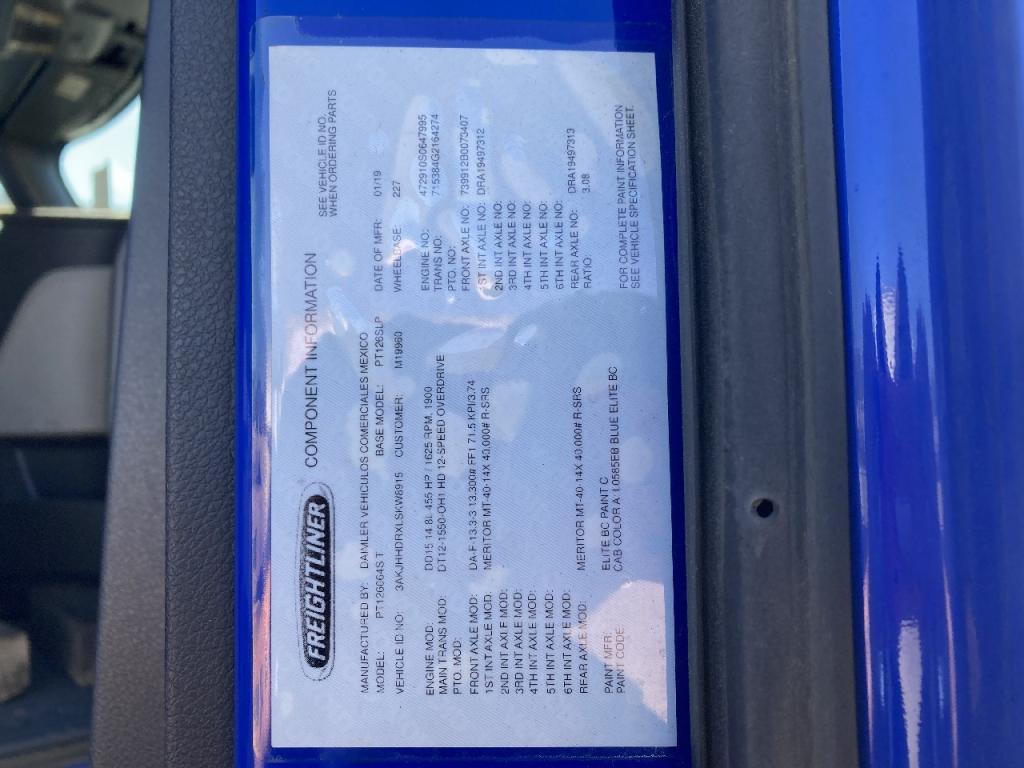 FREIGHTLINER COMPONENT INFORMATION SEE VEHICLE ID NO.
WHEN ORDERING PARTS
MANUFACTURED BY: DAIMLER VEHICULOS COMERCIALES MEXICO
MODEL: PT126064ST BASE MODEL: PT126SLP DATE OF MFR: 01/19
VEHICLE ID NO: 3AKJHHDRXLSKW8915 CUSTOMER: M19960 WHEELBASE: 227
ENGINE MOD: DD15 14.8L 455 HP / 1625 RPM, 1900 ENGINE NO: 472910S0647995
MAIN TRANS MOD: DT12-1550-OH1 HD 12-SPEED OVERDRIVE TRANS NO: 715384G2164274
PTO. MOD: PTO. NO:
FRONT AXLE MOD: DA-F-13.3-3 13,300# FF1 71.5 KPI/3.74 FRONT AXLE NO: 739912B0073407
1ST INT AXLE MOD: MERITOR MT-40-14X 40,000# R-SRS 1ST INT AXLE NO: DRA19497312
2ND INT AXLE MOD: 2ND INT AXLE NO:
3RD INT AXLE MOD: 3RD INT AXLE NO:
4TH INT AXLE MOD: 4TH INT AXLE NO:
5TH INT AXLE MOD: 5TH INT AXLE NO:
6TH INT AXLE MOD: 6TH INT AXLE NO:
REAR AXLE MOD: MERITOR MT-40-14X 40,000# R-SRS REAR AXLE NO: DRA19497313
RATIO 3.08
PAINT MFR: ELITE BC PAINT C FOR COMPLETE PAINT INFORMATION
PAINT CODE: CAB COLOR A L0585EB BLUE ELITE BC SEE VEHICLE SPECIFICATION SHEET.